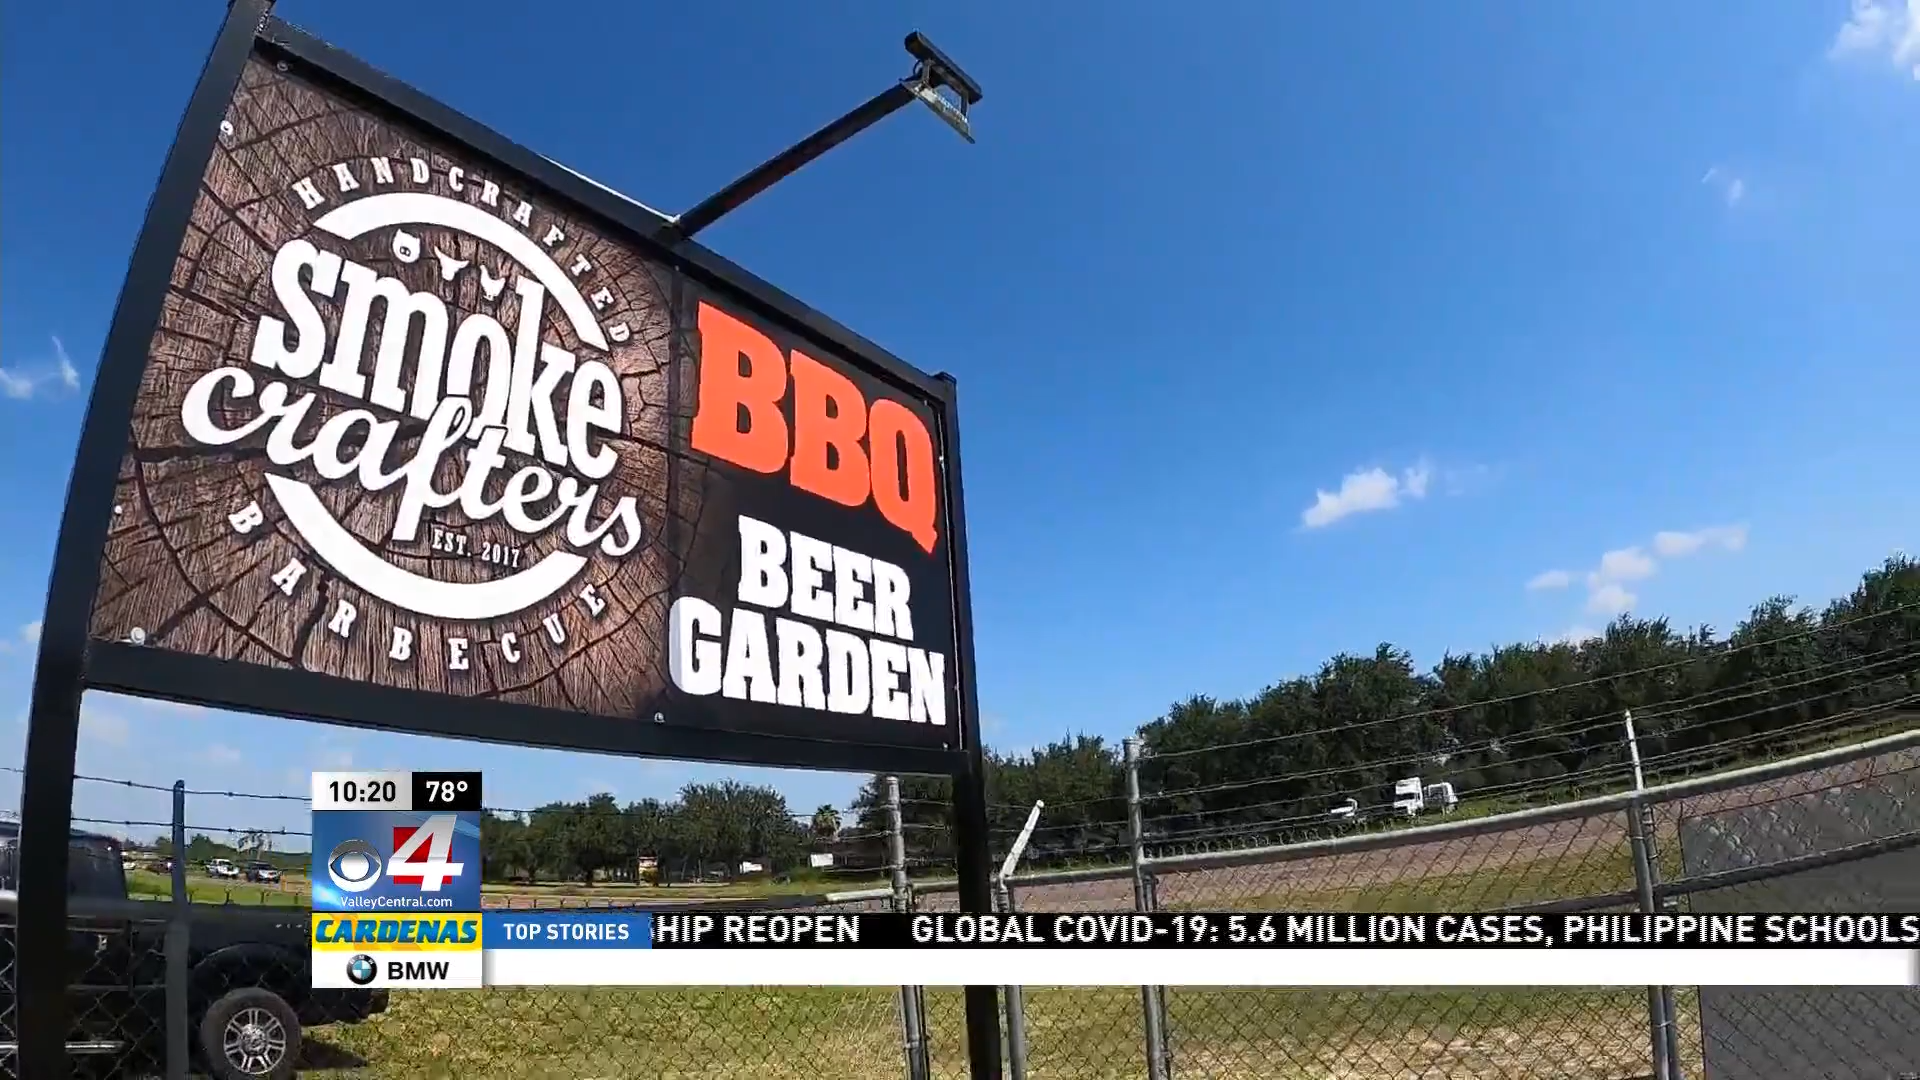 HANDCRAFTED
smoke
crafters
EST. 2017
BARBECUE
BBQ
BEER
GARDEN
10:20 78°
4
ValleyCentral.com
CARDENAS
BMW
TOP STORIES
SHIP REOPEN GLOBAL COVID-19: 5.6 MILLION CASES, PHILIPPINE SCHOOLS